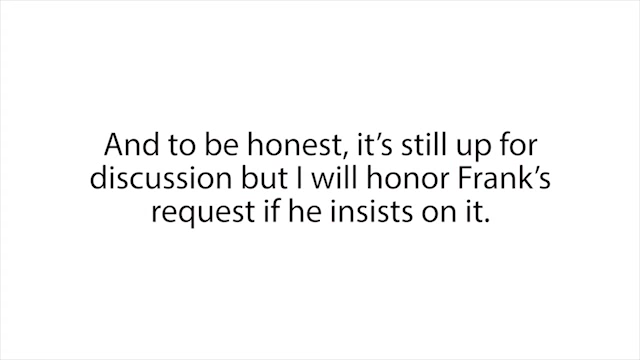 And to be honest, it’s still up for
discussion but I will honor Frank’s
request if he insists on it.